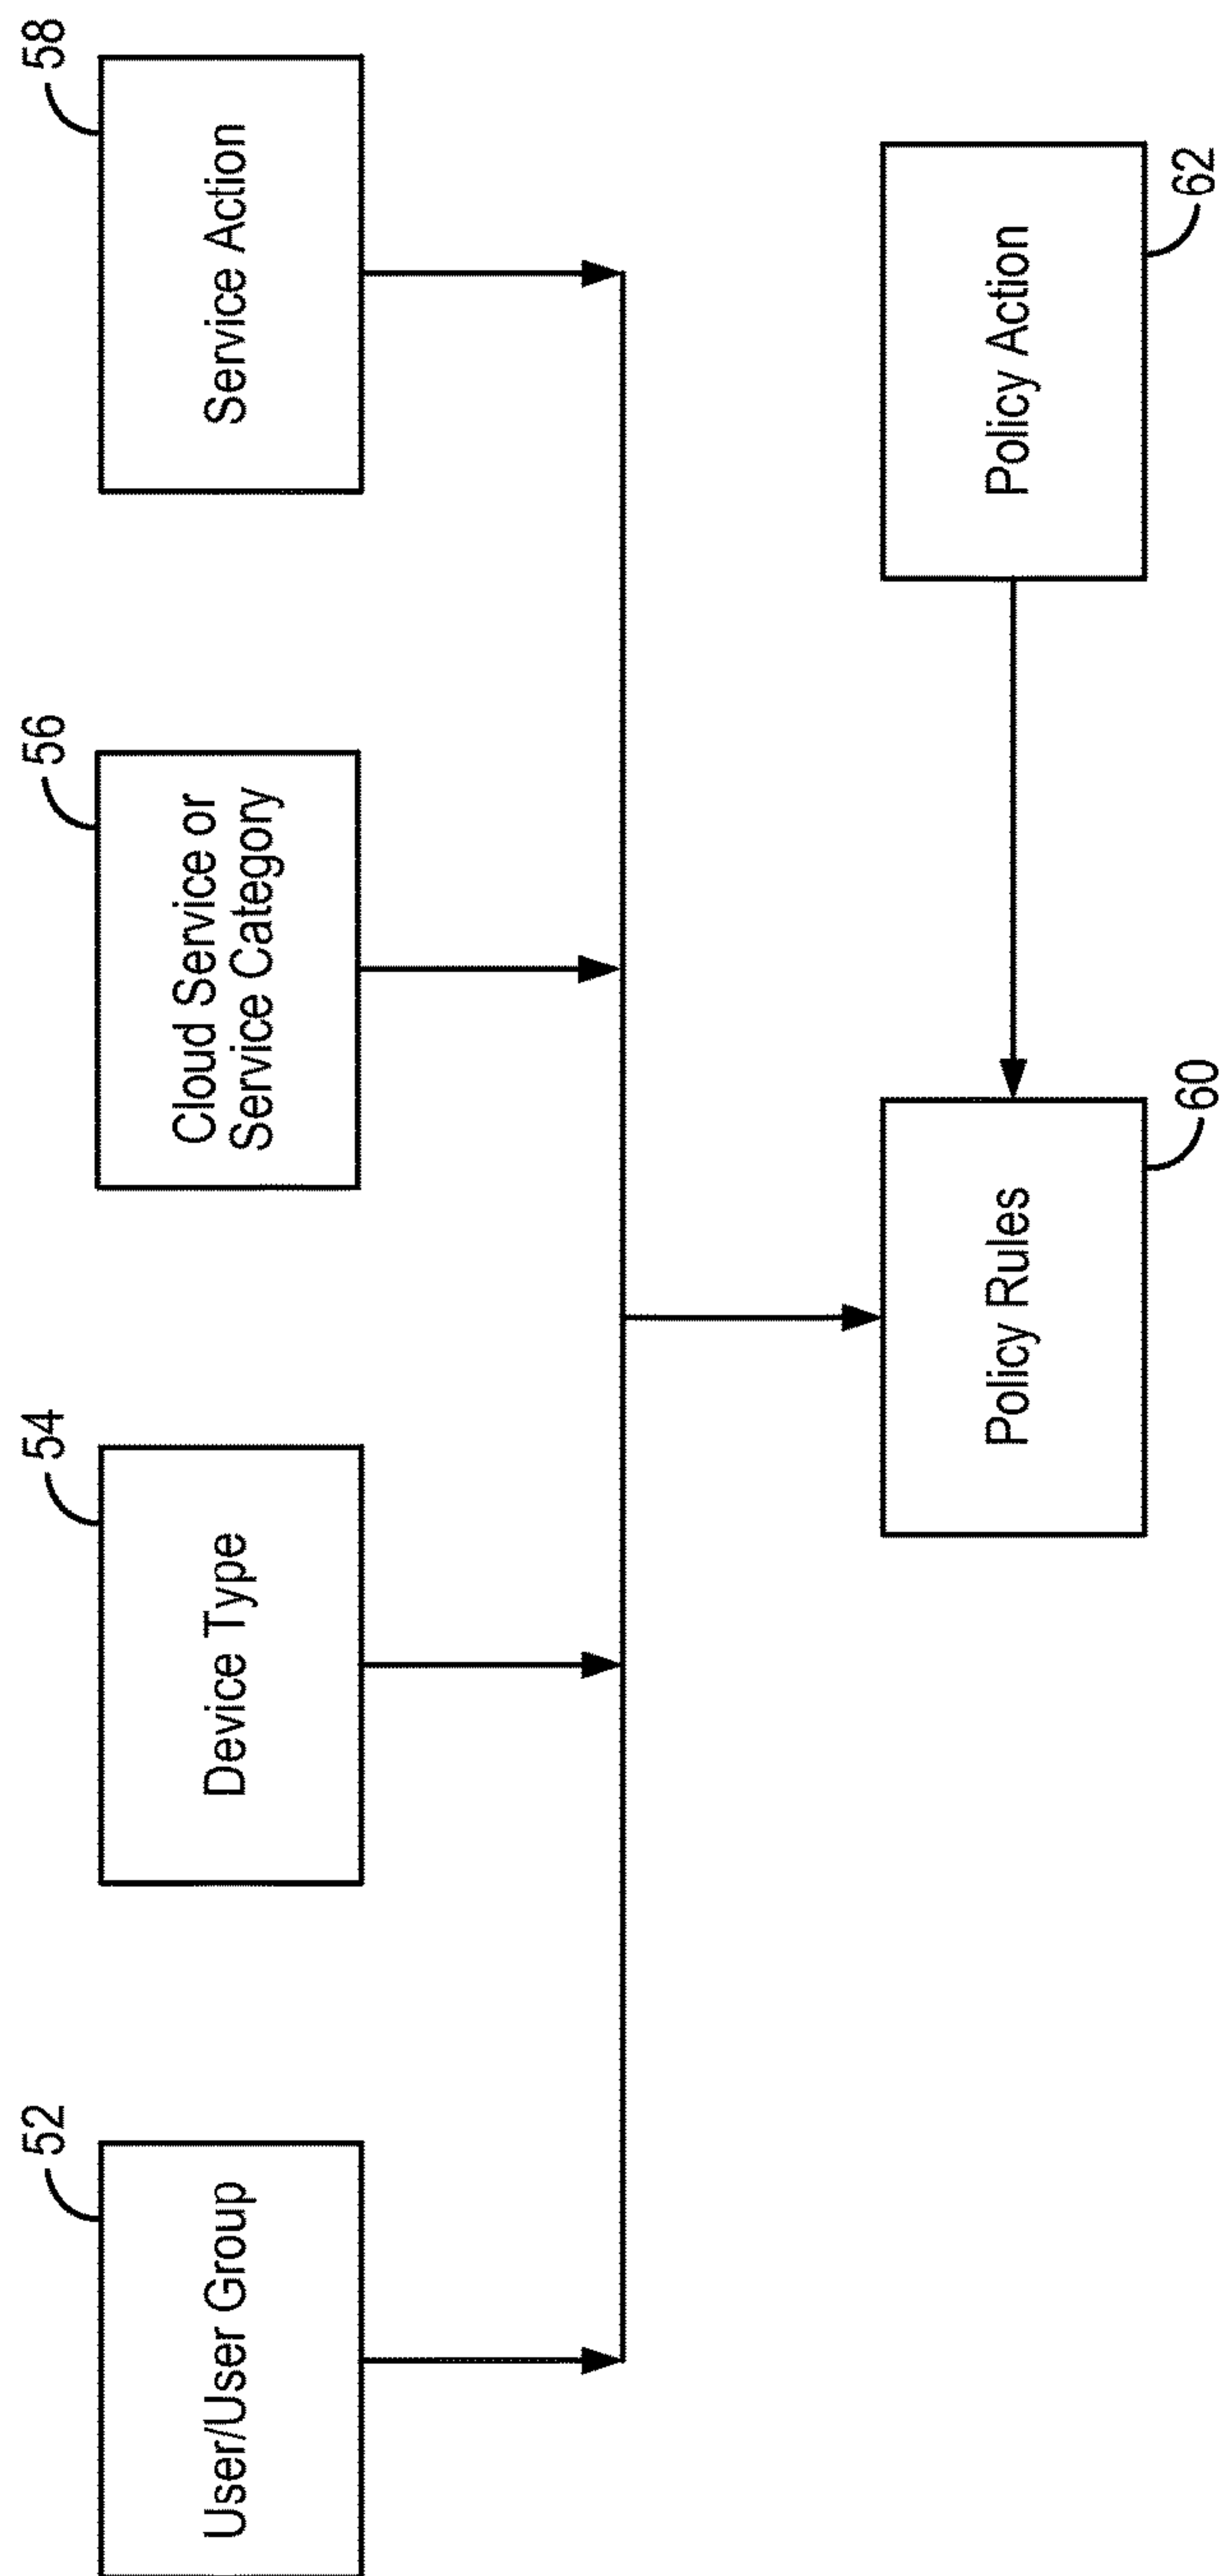 52
User/User Group
54
Device Type
56
Cloud Service or
Service Category
58
Service Action
Policy Rules
60
Policy Action
62